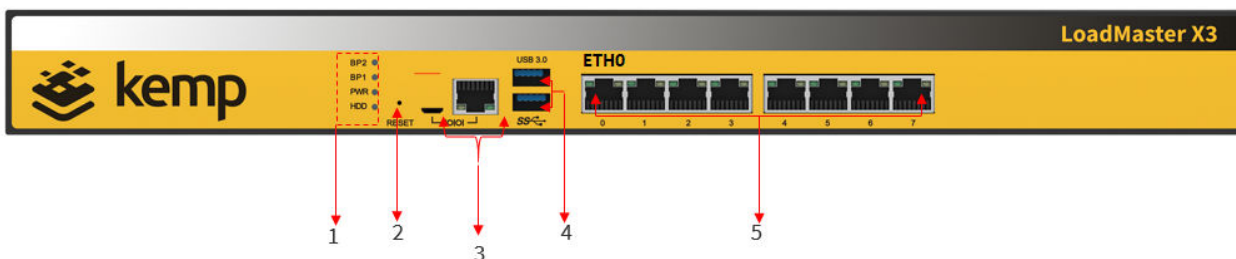 LoadMaster X3
kemp
BP2
BP1
PWR
HDD
RESET
IOIOI
USB 3.0
SS
ETH0
0 1 2 3 4 5 6 7
1 2 3 4 5